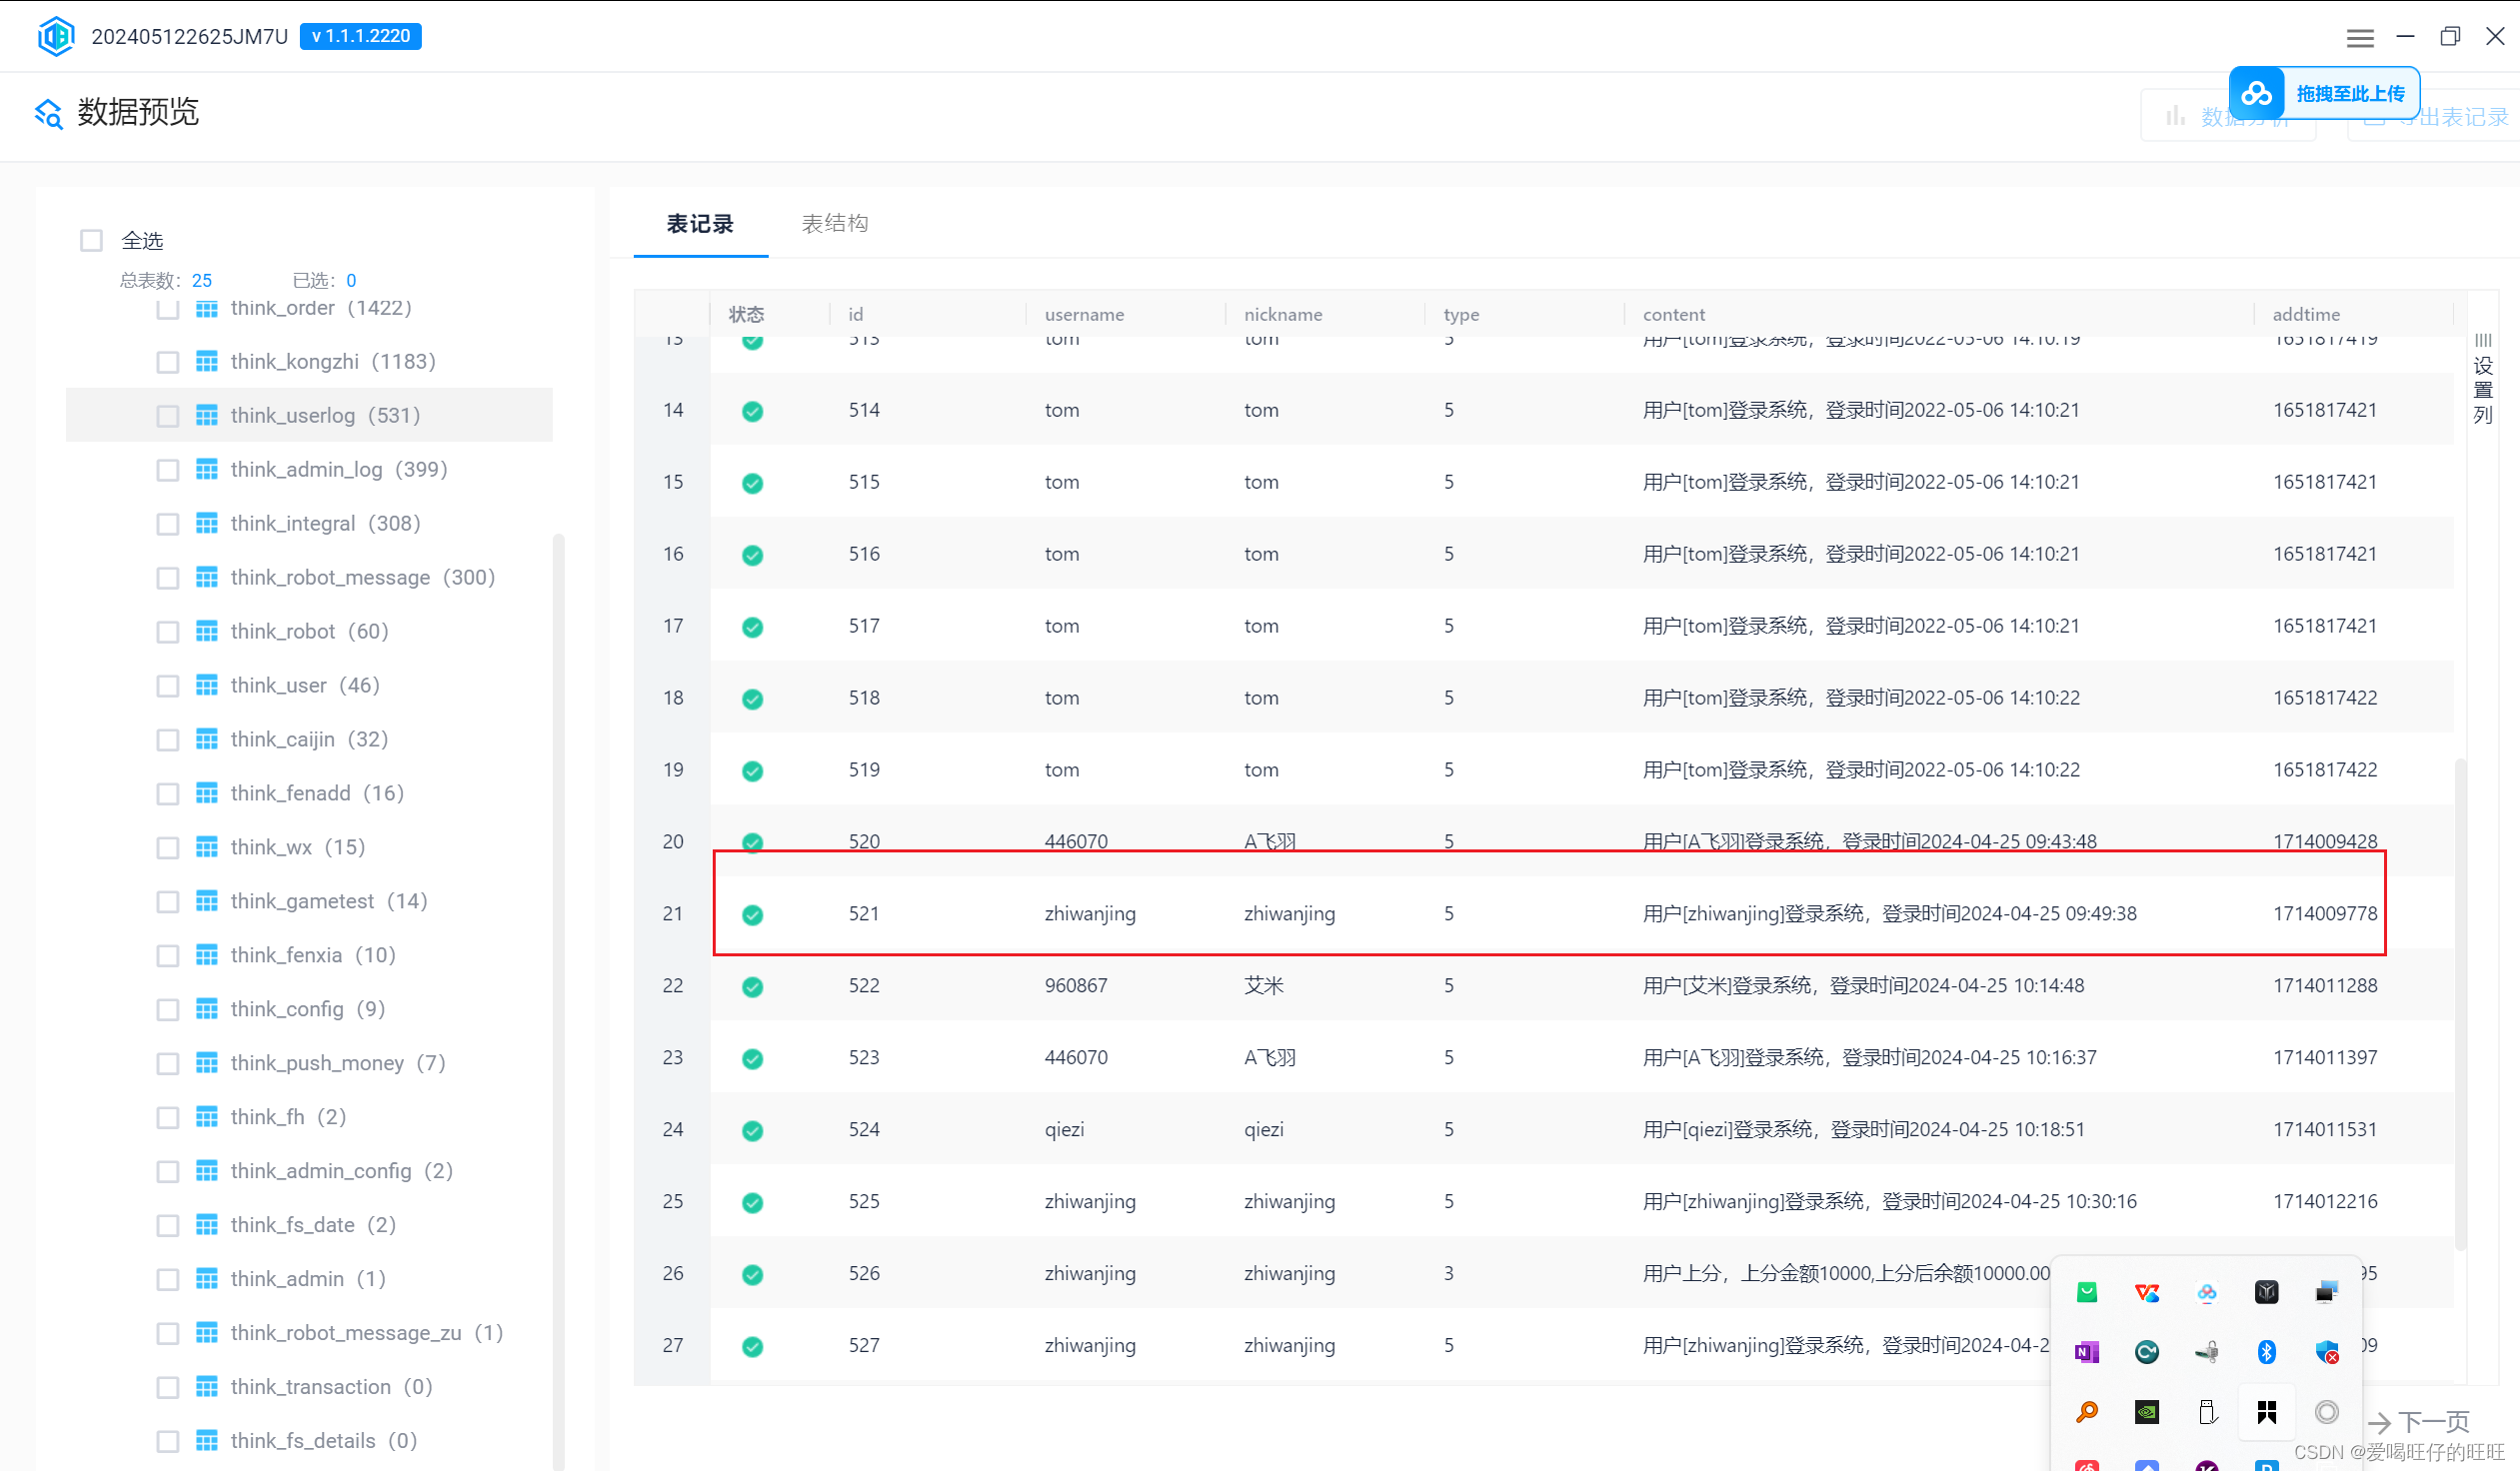 202405122625JM7U v 1.1.1.2220
数据预览
拖拽至此上传
出表记录
全选
总表数: 25 已选: 0
think_order (1422)
think_kongzhi (1183)
think_userlog (531)
think_admin_log (399)
think_integral (308)
think_robot_message (300)
think_robot (60)
think_user (46)
think_caijin (32)
think_fenadd (16)
think_wx (15)
think_gametest (14)
think_fenxia (10)
think_config (9)
think_push_money (7)
think_fh (2)
think_admin_config (2)
think_fs_date (2)
think_admin (1)
think_robot_message_zu (1)
think_transaction (0)
think_fs_details (0)
表记录 表结构
状态 id username nickname type content addtime
13 513 tom tom 5 用户[tom]登录系统，登录时间2022-05-06 14:10:19 1651817419
14 514 tom tom 5 用户[tom]登录系统，登录时间2022-05-06 14:10:21 1651817421
15 515 tom tom 5 用户[tom]登录系统，登录时间2022-05-06 14:10:21 1651817421
16 516 tom tom 5 用户[tom]登录系统，登录时间2022-05-06 14:10:21 1651817421
17 517 tom tom 5 用户[tom]登录系统，登录时间2022-05-06 14:10:21 1651817421
18 518 tom tom 5 用户[tom]登录系统，登录时间2022-05-06 14:10:22 1651817422
19 519 tom tom 5 用户[tom]登录系统，登录时间2022-05-06 14:10:22 1651817422
20 520 446070 A飞羽 5 用户[A飞羽]登录系统，登录时间2024-04-25 09:43:48 1714009428
21 521 zhiwanjing zhiwanjing 5 用户[zhiwanjing]登录系统，登录时间2024-04-25 09:49:38 1714009778
22 522 960867 艾米 5 用户[艾米]登录系统，登录时间2024-04-25 10:14:48 1714011288
23 523 446070 A飞羽 5 用户[A飞羽]登录系统，登录时间2024-04-25 10:16:37 1714011397
24 524 qiezi qiezi 5 用户[qiezi]登录系统，登录时间2024-04-25 10:18:51 1714011531
25 525 zhiwanjing zhiwanjing 5 用户[zhiwanjing]登录系统，登录时间2024-04-25 10:30:16 1714012216
26 526 zhiwanjing zhiwanjing 3 用户上分，上分金额10000,上分后余额10000.00 95
27 527 zhiwanjing zhiwanjing 5 用户[zhiwanjing]登录系统，登录时间2024-04-2 09
设置列
下一页
CSDN @爱喝旺仔的旺旺